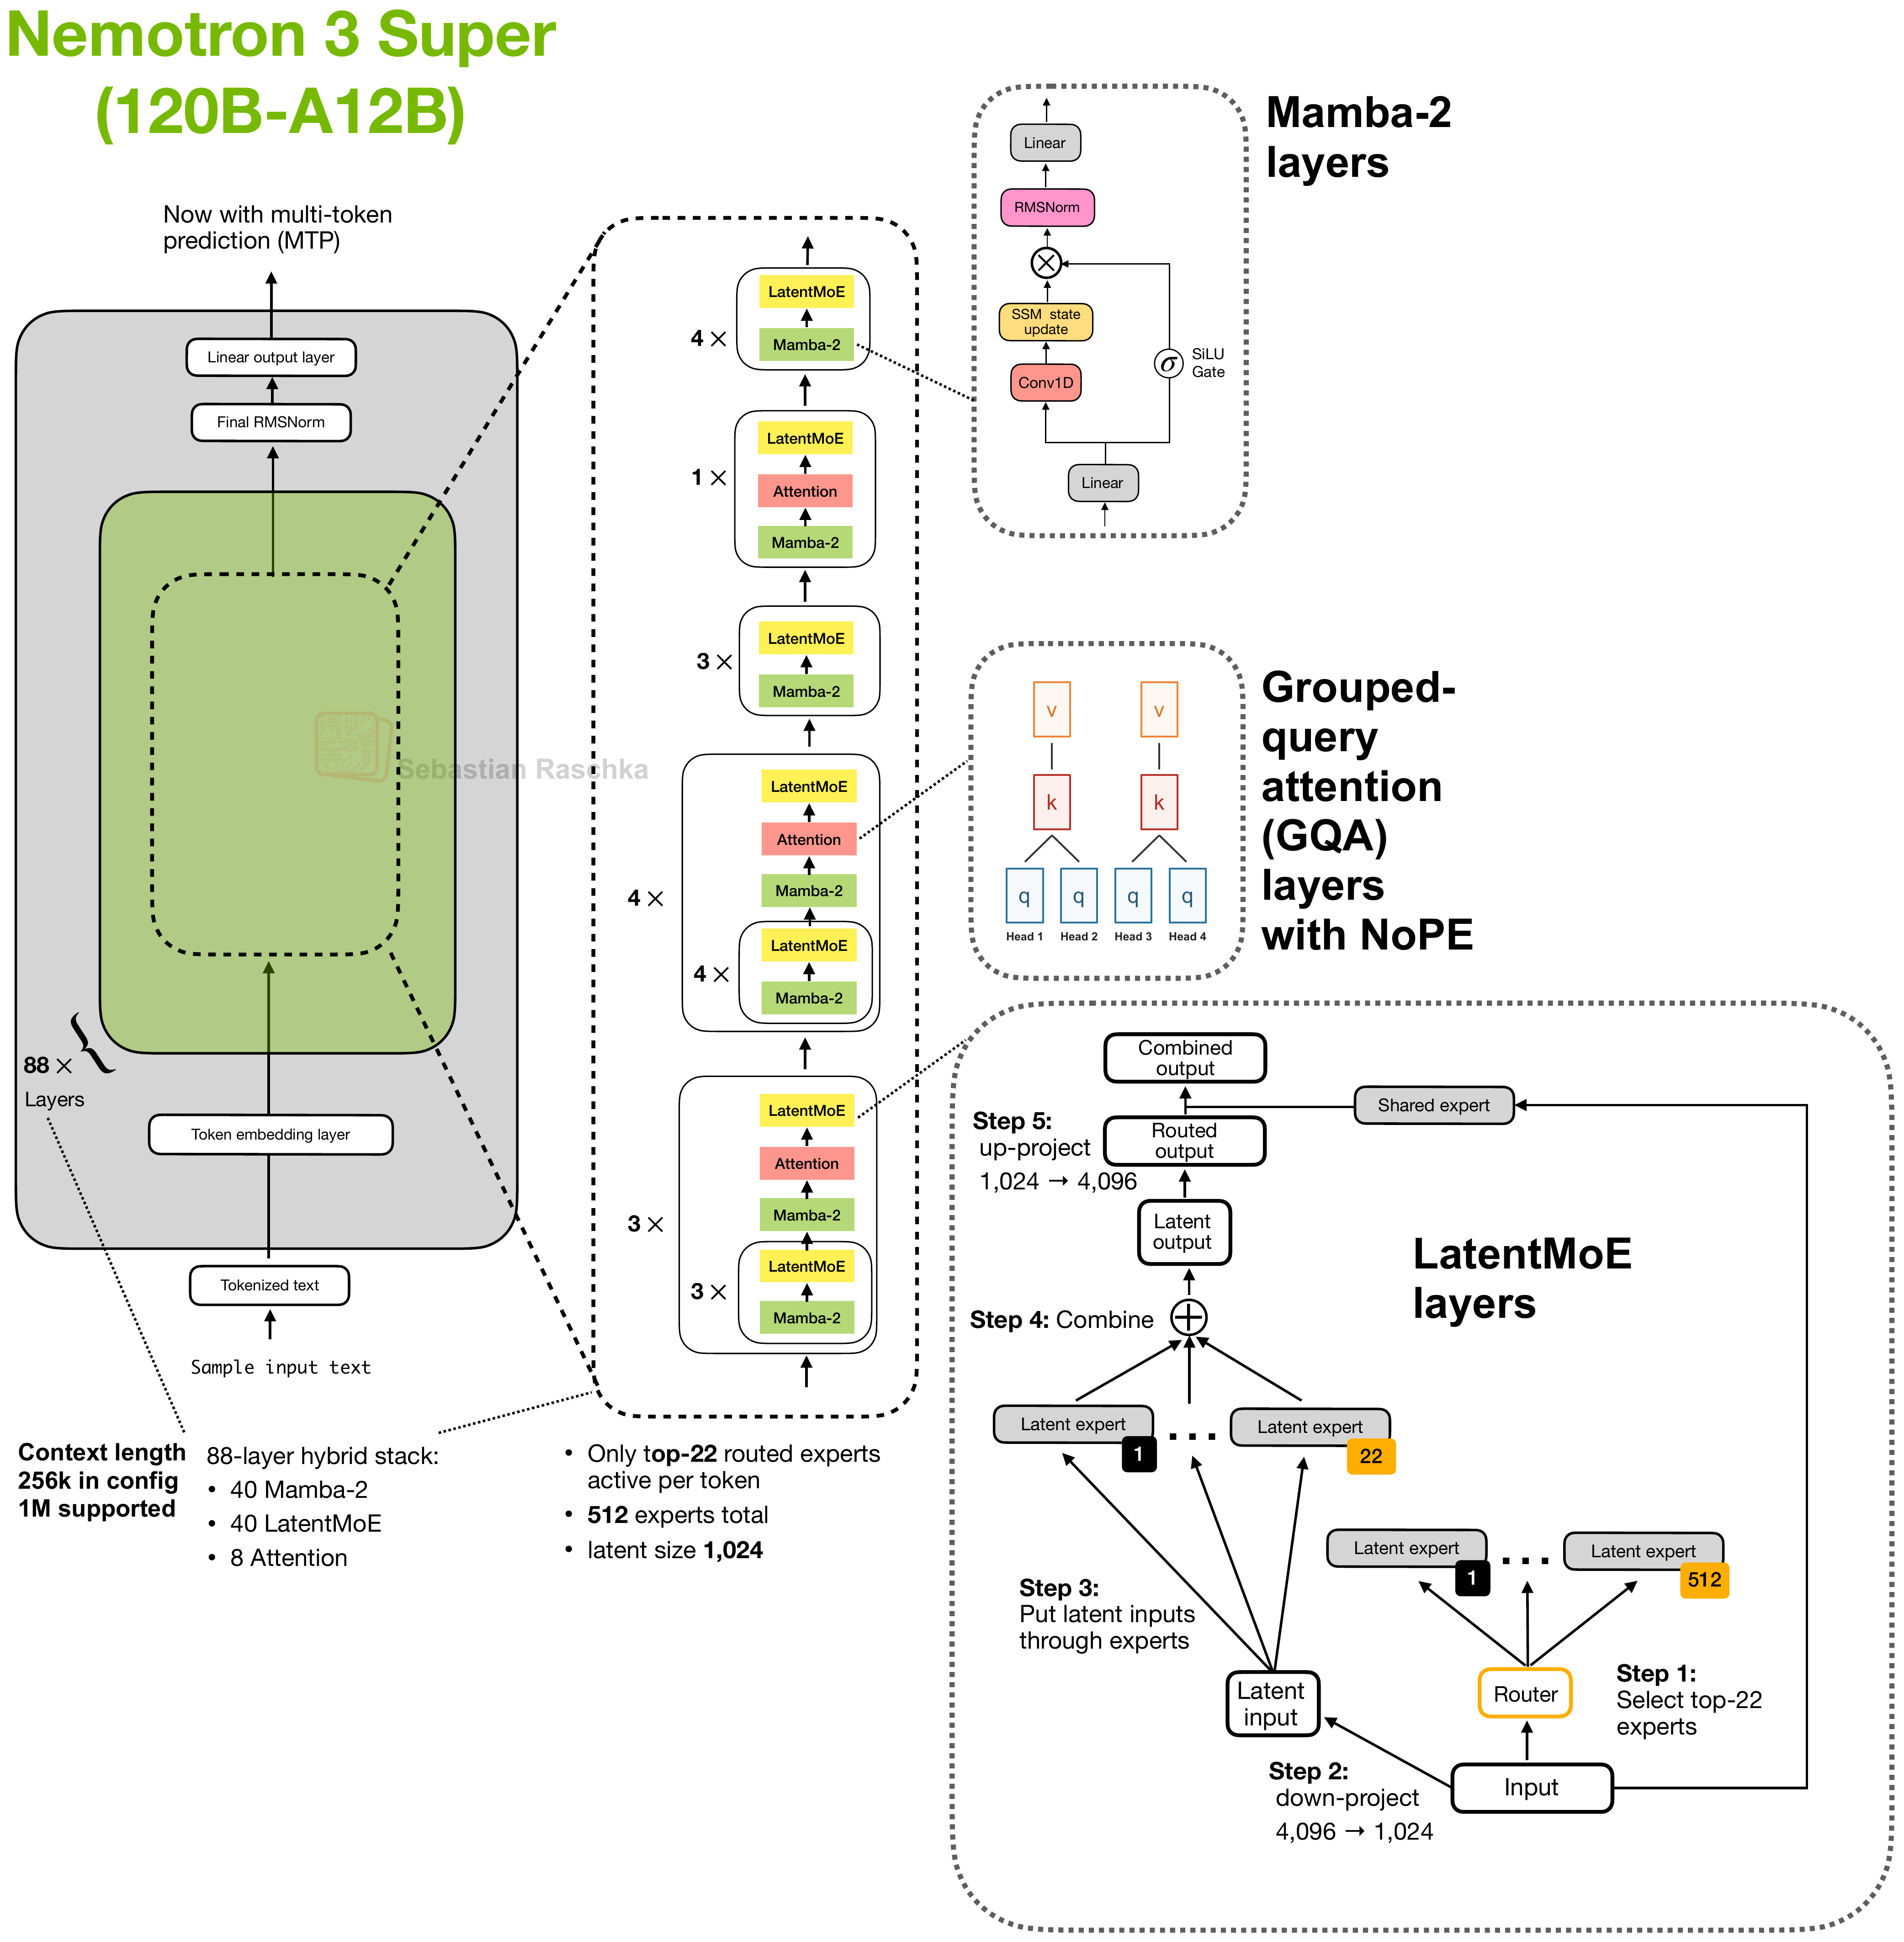 Nemotron 3 Super
(120B-A12B)
Now with multi-token
prediction (MTP)
Linear output layer
Final RMSNorm
Sebastian Raschka
88 ×
Layers
Token embedding layer
Tokenized text
Sample input text
Context length
256k in config
1M supported
88-layer hybrid stack:
• 40 Mamba-2
• 40 LatentMoE
• 8 Attention
LatentMoE
4 ×
Mamba-2
LatentMoE
1 ×
Attention
Mamba-2
LatentMoE
3 ×
Mamba-2
LatentMoE
Attention
Mamba-2
4 ×
LatentMoE
4 ×
Mamba-2
LatentMoE
Attention
Mamba-2
3 ×
LatentMoE
3 ×
Mamba-2
• Only top-22 routed experts
active per token
• 512 experts total
• latent size 1,024
Mamba-2
layers
Linear
RMSNorm
SSM state
update
Conv1D
σ
SiLU
Gate
Linear
Grouped-
query
attention
(GQA)
layers
with NoPE
v v
k k
q q q q
Head 1 Head 2 Head 3 Head 4
LatentMoE
layers
Combined
output
Shared expert
Step 5:
up-project
1,024 → 4,096
Routed
output
Latent
output
Step 4: Combine
Latent expert
1
...
Latent expert
22
Latent expert
1
...
Latent expert
512
Step 3:
Put latent inputs
through experts
Latent
input
Router
Step 1:
Select top-22
experts
Step 2:
down-project
4,096 → 1,024
Input